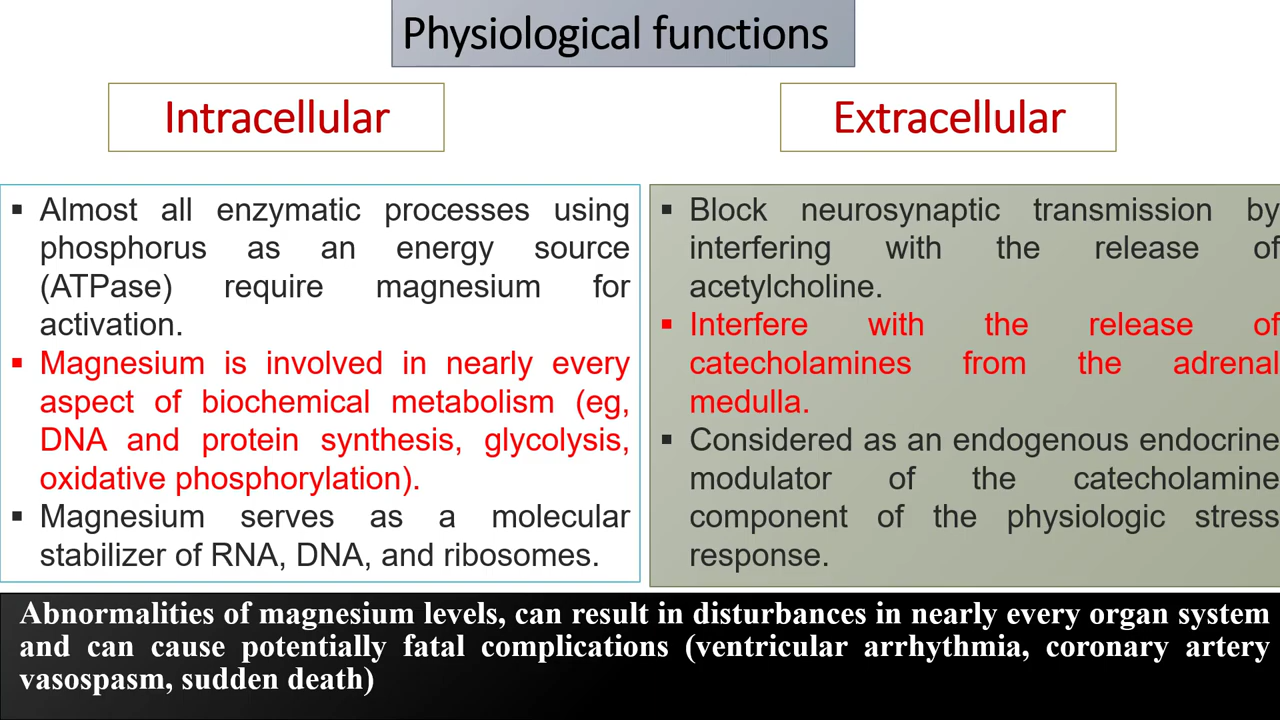 Physiological functions
Intracellular
Extracellular
▪ Almost all enzymatic processes using
phosphorus as an energy source
(ATPase) require magnesium for
activation.
▪ Magnesium is involved in nearly every
aspect of biochemical metabolism (eg,
DNA and protein synthesis, glycolysis,
oxidative phosphorylation).
▪ Magnesium serves as a molecular
stabilizer of RNA, DNA, and ribosomes.
▪ Block neurosynaptic transmission by
interfering with the release of
acetylcholine.
▪ Interfere with the release of
catecholamines from the adrenal
medulla.
▪ Considered as an endogenous endocrine
modulator of the catecholamine
component of the physiologic stress
response.
Abnormalities of magnesium levels, can result in disturbances in nearly every organ system
and can cause potentially fatal complications (ventricular arrhythmia, coronary artery
vasospasm, sudden death)